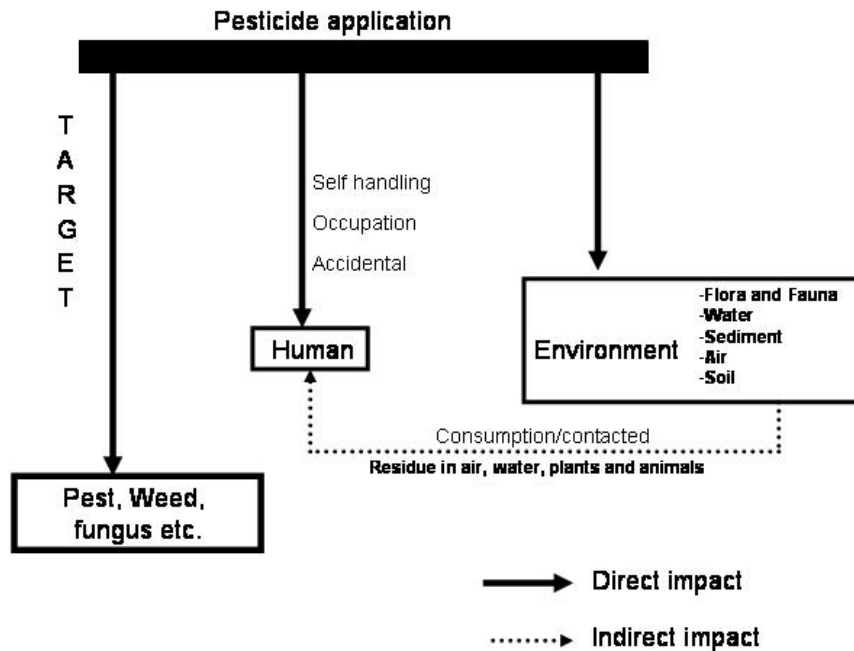 Pesticide application
TARGET
Self handling
Occupation
Accidental
Human
Environment
-Flora and Fauna
-Water
-Sediment
-Air
-Soil
Consumption/contacted
Residue in air, water, plants and animals
Pest, Weed,
fungus etc.
Direct impact
Indirect impact